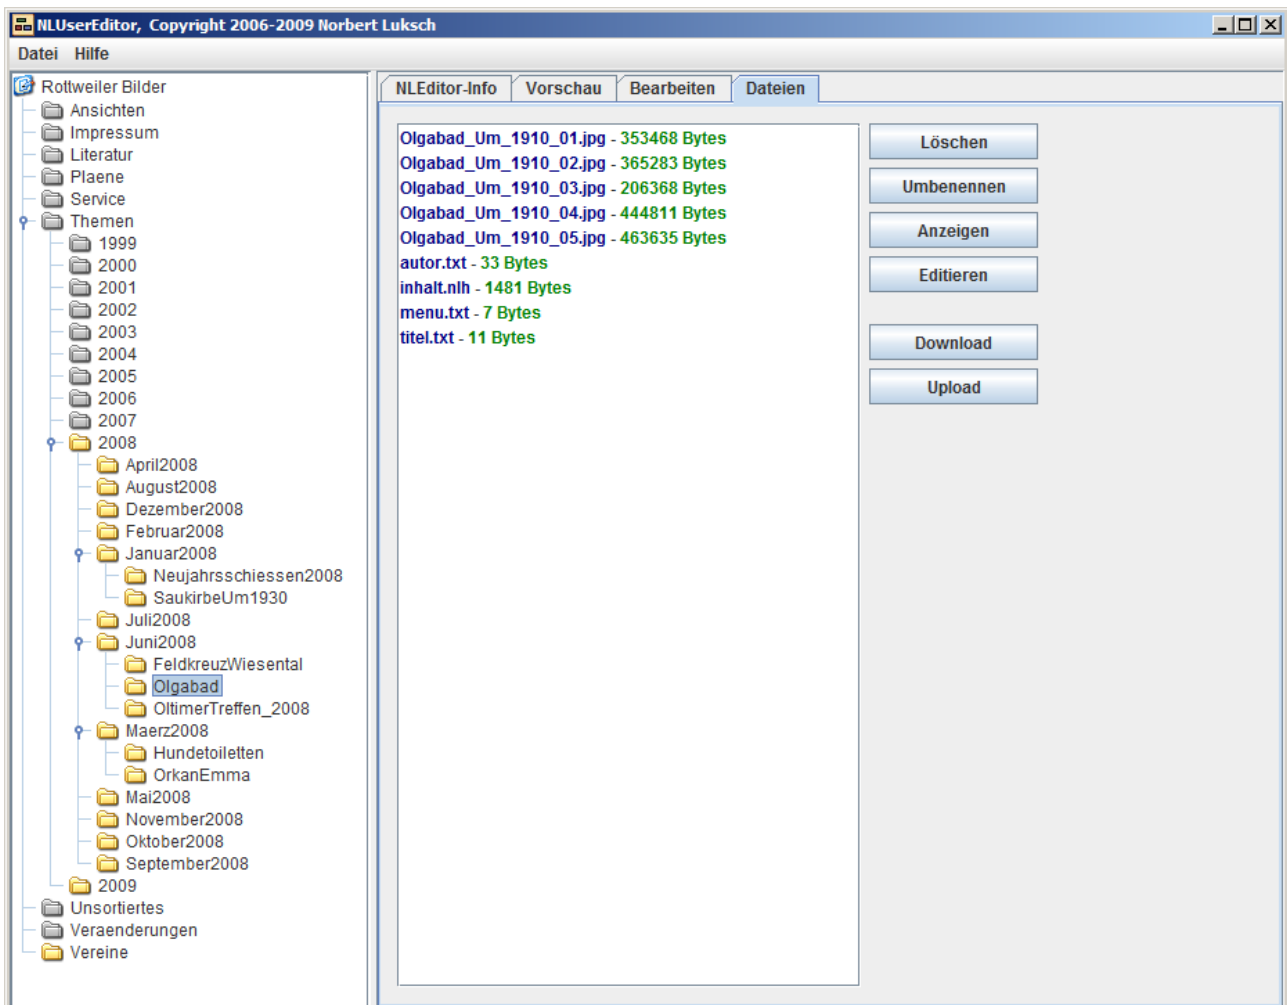 NLUserEditor, Copyright 2006-2009 Norbert Luksch
Datei Hilfe
Rottweiler Bilder
Ansichten
Impressum
Literatur
Plaene
Service
Themen
1999
2000
2001
2002
2003
2004
2005
2006
2007
2008
April2008
August2008
Dezember2008
Februar2008
Januar2008
Neujahrsschiessen2008
SaukirbeUm1930
Juli2008
Juni2008
FeldkreuzWiesental
Olgabad
OltimerTreffen_2008
Maerz2008
Hundetoiletten
OrkanEmma
Mai2008
November2008
Oktober2008
September2008
2009
Unsortiertes
Veraenderungen
Vereine
NLEditor-Info Vorschau Bearbeiten Dateien
Olgabad_Um_1910_01.jpg - 353468 Bytes
Olgabad_Um_1910_02.jpg - 365283 Bytes
Olgabad_Um_1910_03.jpg - 206368 Bytes
Olgabad_Um_1910_04.jpg - 444811 Bytes
Olgabad_Um_1910_05.jpg - 463635 Bytes
autor.txt - 33 Bytes
inhalt.nlh - 1481 Bytes
menu.txt - 7 Bytes
titel.txt - 11 Bytes
Löschen
Umbenennen
Anzeigen
Editieren
Download
Upload